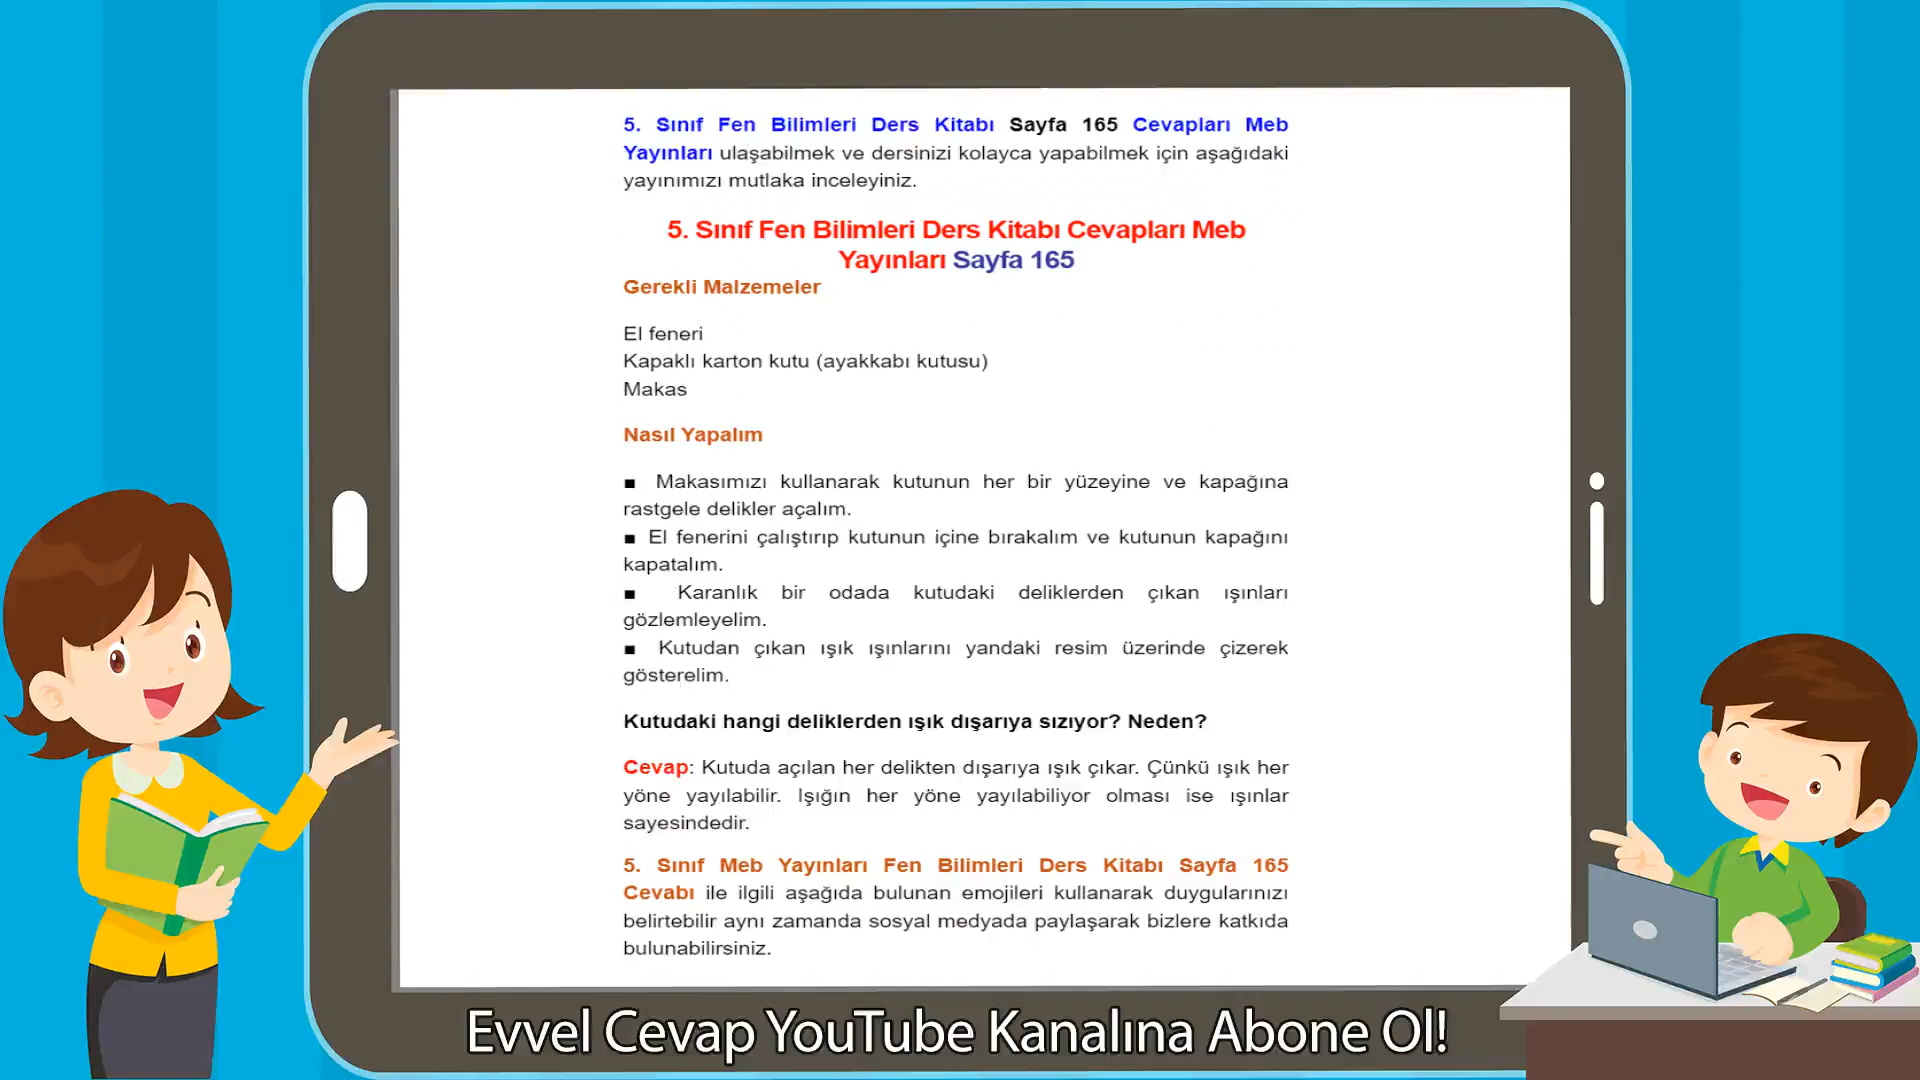 5. Sınıf Fen Bilimleri Ders Kitabı Sayfa 165 Cevapları Meb
Yayınları ulaşabilmek ve dersinizi kolayca yapabilmek için aşağıdaki
yayınımızı mutlaka inceleyiniz.
5. Sınıf Fen Bilimleri Ders Kitabı Cevapları Meb
Yayınları Sayfa 165
Gerekli Malzemeler
El feneri
Kapaklı karton kutu (ayakkabı kutusu)
Makas
Nasıl Yapalım
■ Makasımızı kullanarak kutunun her bir yüzeyine ve kapağına
rastgele delikler açalım.
■ El fenerini çalıştırıp kutunun içine bırakalım ve kutunun kapağını
kapatalım.
■ Karanlık bir odada kutudaki deliklerden çıkan ışınları
gözlemleyelim.
■ Kutudan çıkan ışık ışınlarını yandaki resim üzerinde çizerek
gösterelim.
Kutudaki hangi deliklerden ışık dışarıya sızıyor? Neden?
Cevap: Kutuda açılan her delikten dışarıya ışık çıkar. Çünkü ışık her
yöne yayılabilir. Işığın her yöne yayılabiliyor olması ise ışınlar
sayesindedir.
5. Sınıf Meb Yayınları Fen Bilimleri Ders Kitabı Sayfa 165
Cevabı ile ilgili aşağıda bulunan emojileri kullanarak duygularınızı
belirtebilir aynı zamanda sosyal medyada paylaşarak bizlere katkıda
bulunabilirsiniz.
Evvel Cevap YouTube Kanalına Abone Ol!